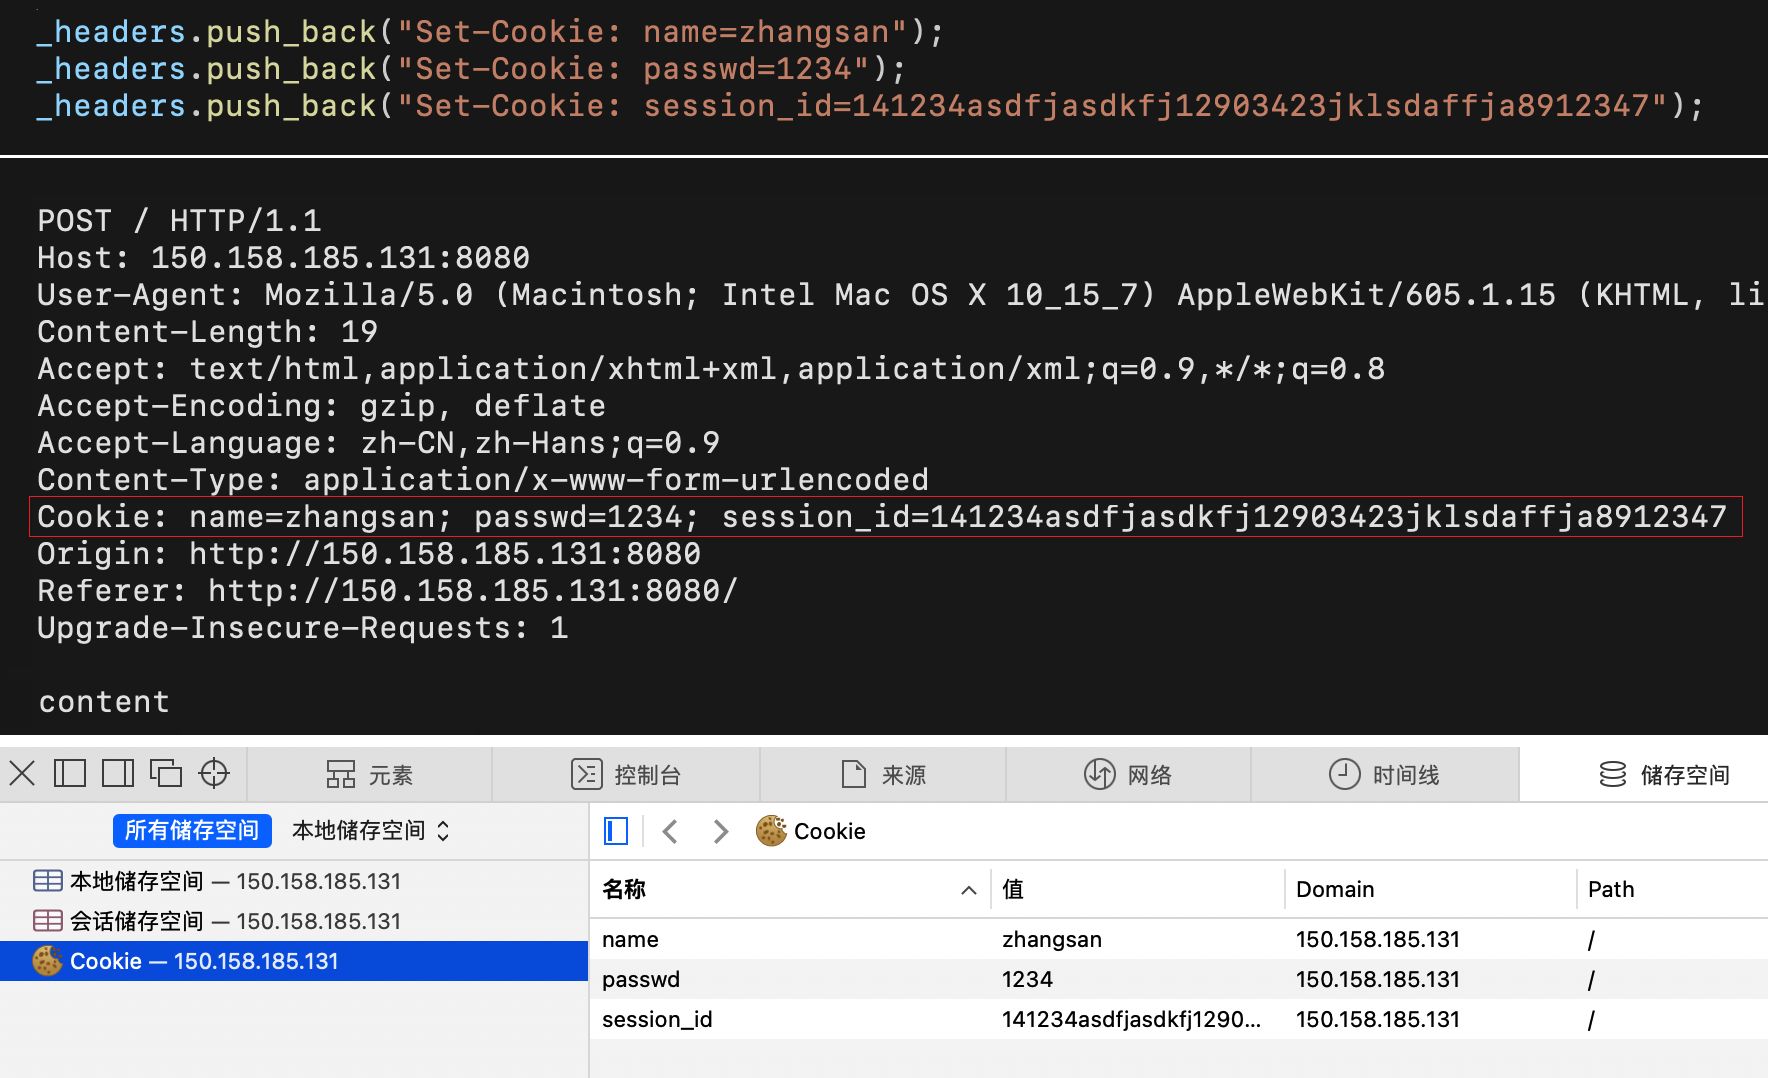 _headers.push_back("Set-Cookie: name=zhangsan");
_headers.push_back("Set-Cookie: passwd=1234");
_headers.push_back("Set-Cookie: session_id=141234asdfjasdkfj12903423jklsdaffja8912347");
POST / HTTP/1.1
Host: 150.158.185.131:8080
User-Agent: Mozilla/5.0 (Macintosh; Intel Mac OS X 10_15_7) AppleWebKit/605.1.15 (KHTML, li
Content-Length: 19
Accept: text/html,application/xhtml+xml,application/xml;q=0.9,*/*;q=0.8
Accept-Encoding: gzip, deflate
Accept-Language: zh-CN,zh-Hans;q=0.9
Content-Type: application/x-www-form-urlencoded
Cookie: name=zhangsan; passwd=1234; session_id=141234asdfjasdkfj12903423jklsdaffja8912347
Origin: http://150.158.185.131:8080
Referer: http://150.158.185.131:8080/
Upgrade-Insecure-Requests: 1
content
元素 控制台 来源 网络 时间线 储存空间
所有储存空间 本地储存空间 Cookie
本地储存空间 — 150.158.185.131
会话储存空间 — 150.158.185.131
Cookie — 150.158.185.131
名称 值 Domain Path
name zhangsan 150.158.185.131 /
passwd 1234 150.158.185.131 /
session_id 141234asdfjasdkfj1290... 150.158.185.131 /